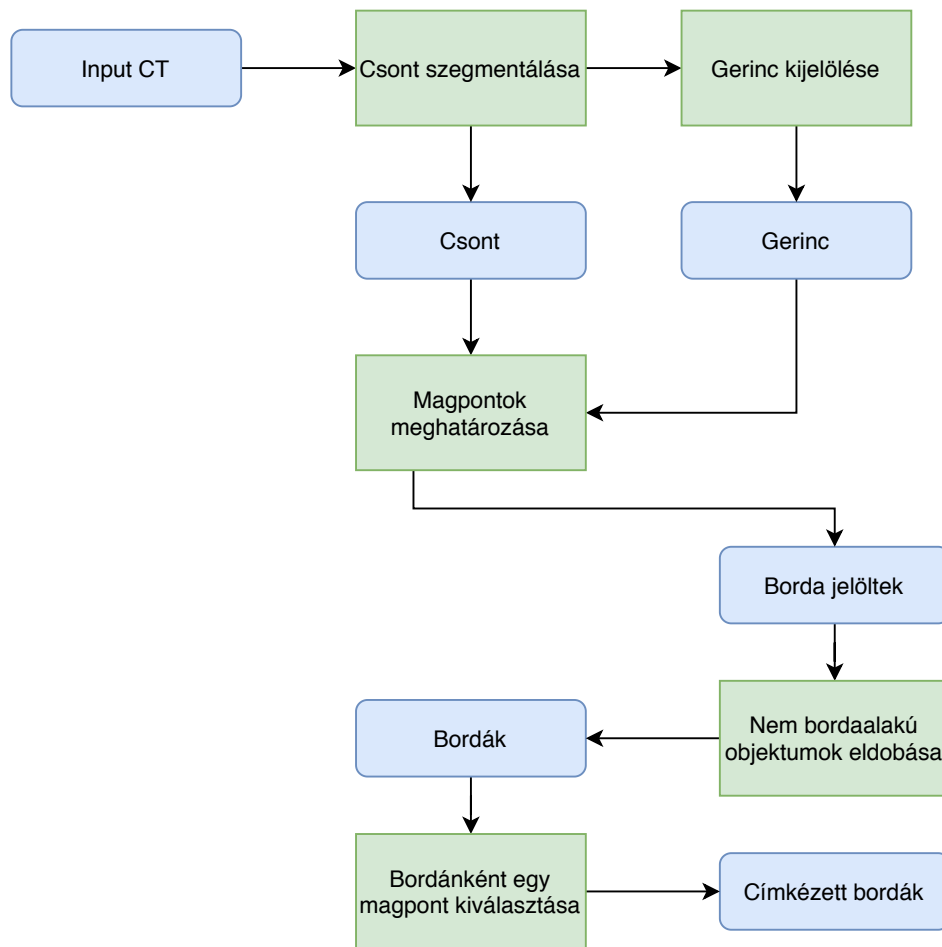 Input CT
Csont szegmentálása
Gerinc kijelölése
Csont
Gerinc
Magpontok
meghatározása
Borda jelöltek
Nem bordaalakú
objektumok eldobása
Bordák
Bordánként egy
magpont kiválasztása
Címkézett bordák